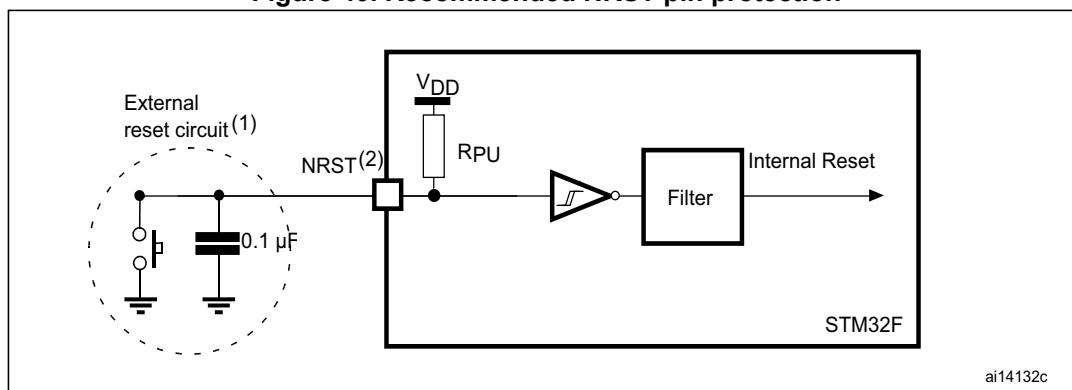 External
reset circuit(1)
NRST(2)
VDD
RPU
0.1 µF
Filter
Internal Reset
STM32F
ai14132c